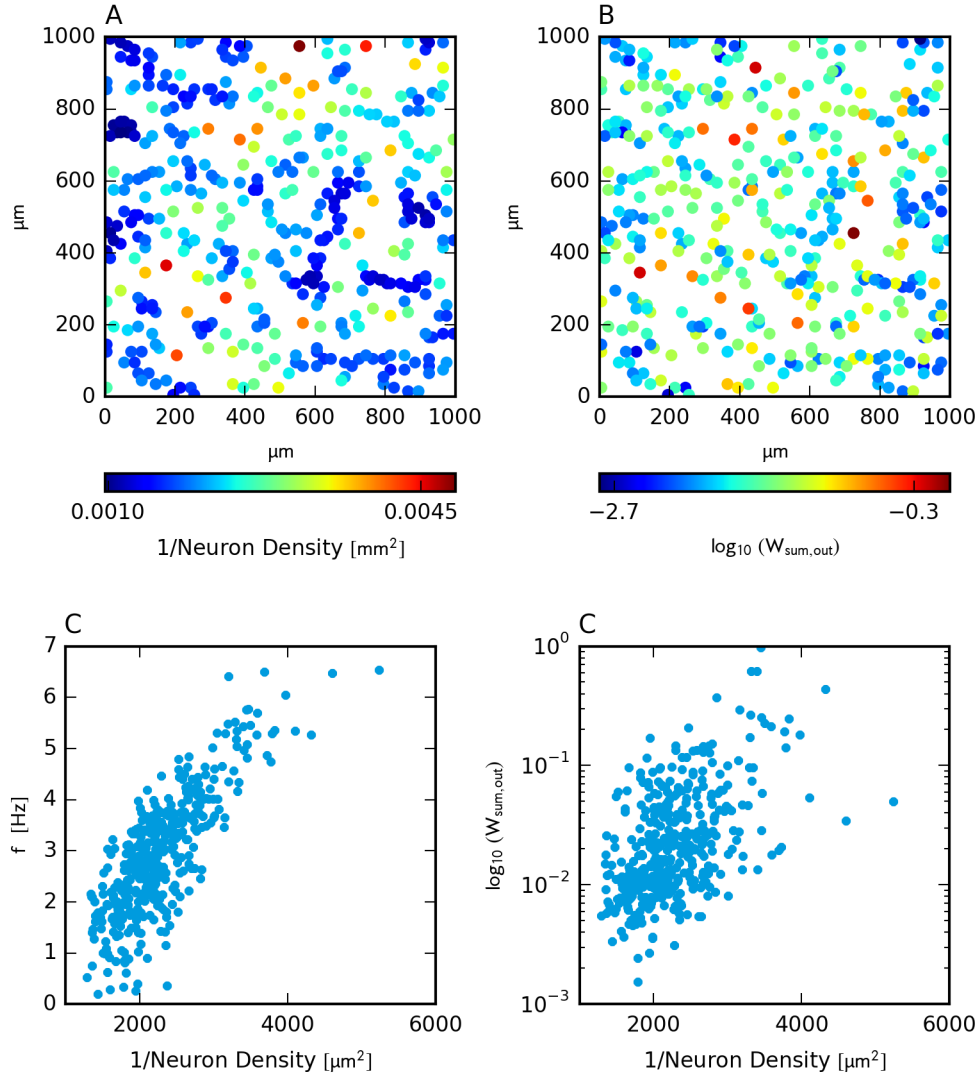 A
1000
800
600
400
200
0
µm
0 200 400 600 800 1000
µm
0.0010 0.0045
1/Neuron Density [mm²]
B
1000
800
600
400
200
0
µm
0 200 400 600 800 1000
µm
−2.7 −0.3
log₁₀ (W_sum,out)
C
7
6
5
4
3
2
1
0
f [Hz]
2000 4000 6000
1/Neuron Density [µm²]
C
10⁰
10⁻¹
10⁻²
10⁻³
log₁₀ (W_sum,out)
2000 4000 6000
1/Neuron Density [µm²]